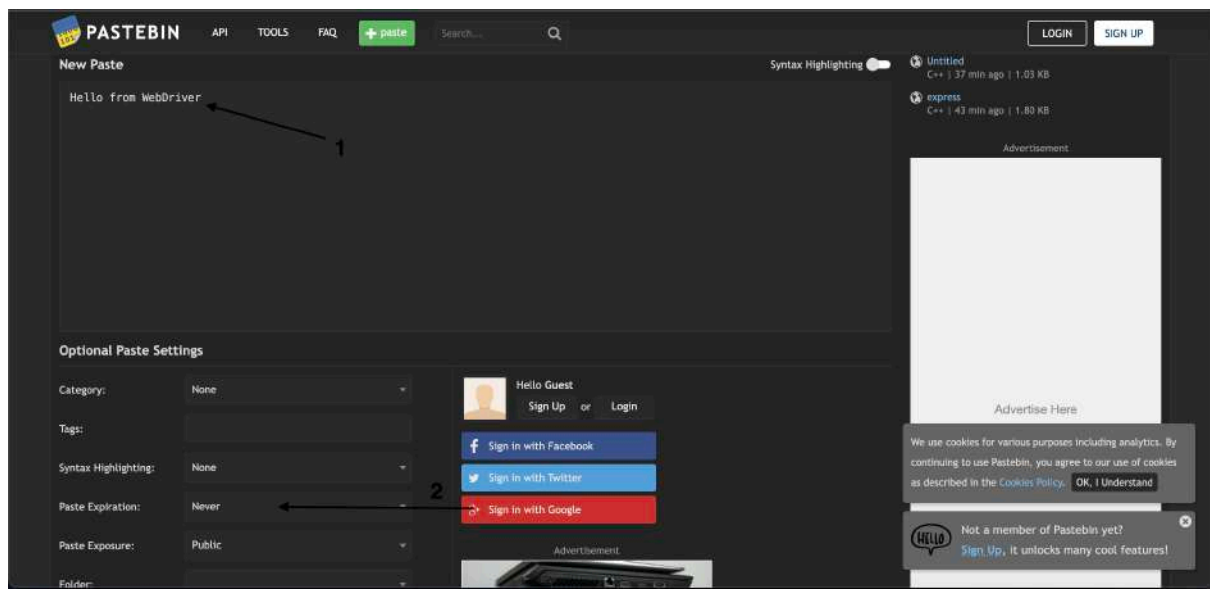 PASTEBIN API TOOLS FAQ + paste Search... LOGIN SIGN UP
New Paste Syntax Highlighting
Hello from WebDriver
1
Optional Paste Settings
Category: None
Tags:
Syntax Highlighting: None
Paste Expiration: Never
2
Paste Exposure: Public
Folder:
Hello Guest
Sign Up or Login
Sign in with Facebook
Sign in with Twitter
Sign in with Google
Advertisement
Untitled
C++ | 37 min ago | 1.03 KB
express
C++ | 43 min ago | 1.80 KB
Advertisement
Advertise Here
We use cookies for various purposes including analytics. By
continuing to use Pastebin, you agree to our use of cookies
as described in the Cookies Policy. OK, I Understand
HELLO
Not a member of Pastebin yet?
Sign Up, it unlocks many cool features!